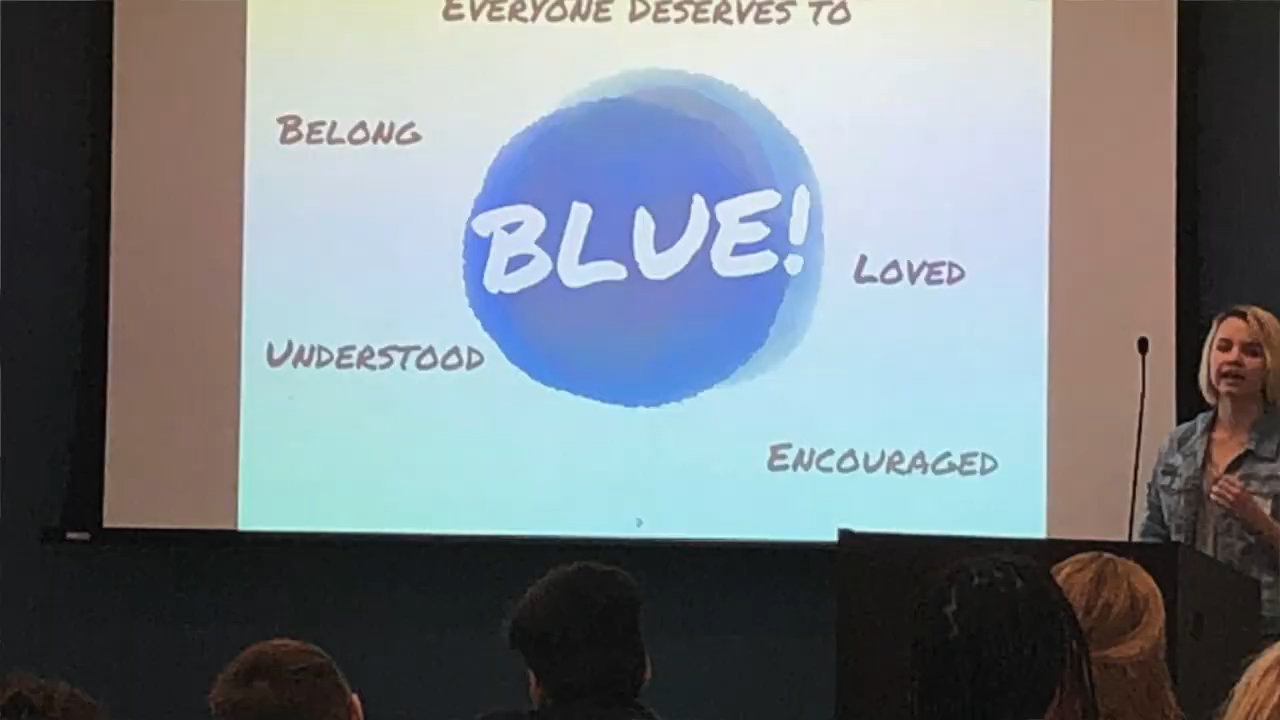 EVERYONE DESERVES TO
BELONG
BLUE!
LOVED
UNDERSTOOD
ENCOURAGED